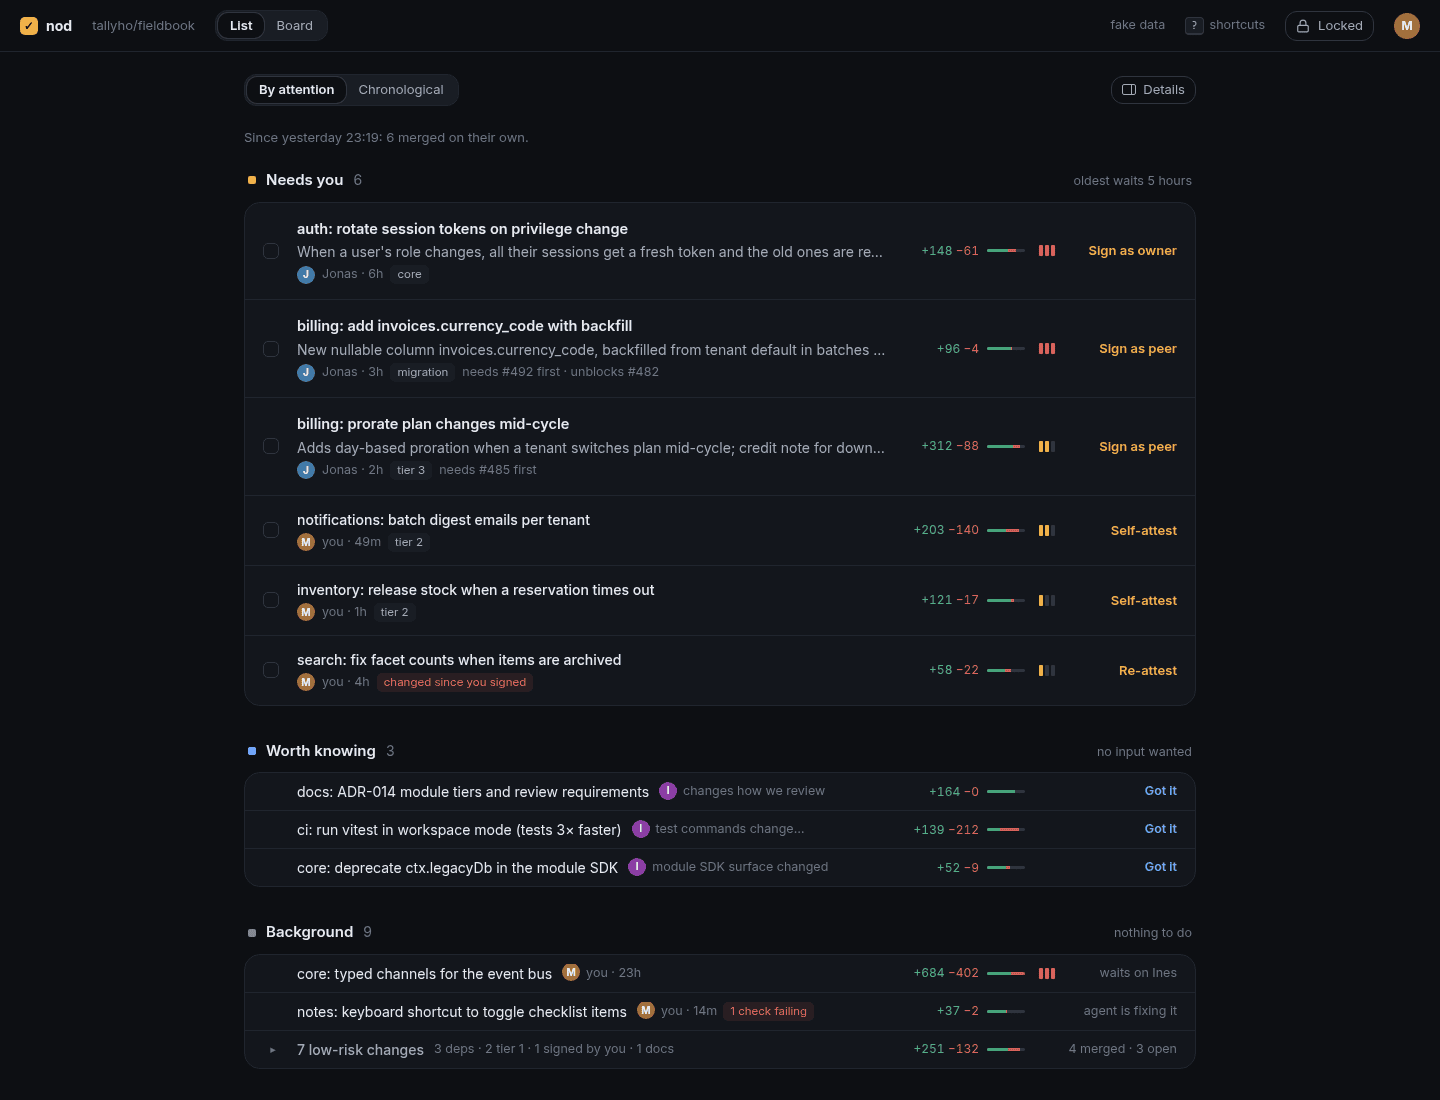 nod tallyho/fieldbook List Board fake data ? shortcuts Locked M
By attention Chronological Details
Since yesterday 23:19: 6 merged on their own.
Needs you 6 oldest waits 5 hours
auth: rotate session tokens on privilege change
When a user's role changes, all their sessions get a fresh token and the old ones are re... +148 −61 Sign as owner
J Jonas · 6h core
billing: add invoices.currency_code with backfill
New nullable column invoices.currency_code, backfilled from tenant default in batches ... +96 −4 Sign as peer
J Jonas · 3h migration needs #492 first · unblocks #482
billing: prorate plan changes mid-cycle
Adds day-based proration when a tenant switches plan mid-cycle; credit note for down... +312 −88 Sign as peer
J Jonas · 2h tier 3 needs #485 first
notifications: batch digest emails per tenant +203 −140 Self-attest
M you · 49m tier 2
inventory: release stock when a reservation times out +121 −17 Self-attest
M you · 1h tier 2
search: fix facet counts when items are archived +58 −22 Re-attest
M you · 4h changed since you signed
Worth knowing 3 no input wanted
docs: ADR-014 module tiers and review requirements I changes how we review +164 −0 Got it
ci: run vitest in workspace mode (tests 3× faster) I test commands change... +139 −212 Got it
core: deprecate ctx.legacyDb in the module SDK I module SDK surface changed +52 −9 Got it
Background 9 nothing to do
core: typed channels for the event bus M you · 23h +684 −402 waits on Ines
notes: keyboard shortcut to toggle checklist items M you · 14m 1 check failing +37 −2 agent is fixing it
▸ 7 low-risk changes 3 deps · 2 tier 1 · 1 signed by you · 1 docs +251 −132 4 merged · 3 open